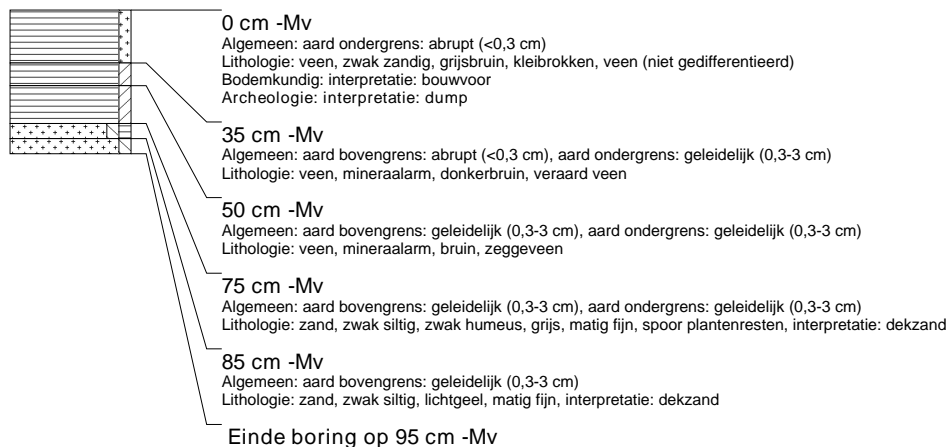 0 cm -Mv
Algemeen: aard ondergrens: abrupt (<0,3 cm)
Lithologie: veen, zwak zandig, grijsbruin, kleibrokken, veen (niet gedifferentieerd)
Bodemkundig: interpretatie: bouwvoor
Archeologie: interpretatie: dump
35 cm -Mv
Algemeen: aard bovengrens: abrupt (<0,3 cm), aard ondergrens: geleidelijk (0,3-3 cm)
Lithologie: veen, mineraalarm, donkerbruin, veraard veen
50 cm -Mv
Algemeen: aard bovengrens: geleidelijk (0,3-3 cm), aard ondergrens: geleidelijk (0,3-3 cm)
Lithologie: veen, mineraalarm, bruin, zeggeveen
75 cm -Mv
Algemeen: aard bovengrens: geleidelijk (0,3-3 cm), aard ondergrens: geleidelijk (0,3-3 cm)
Lithologie: zand, zwak siltig, zwak humeus, grijs, matig fijn, spoor plantenresten, interpretatie: dekzand
85 cm -Mv
Algemeen: aard bovengrens: geleidelijk (0,3-3 cm)
Lithologie: zand, zwak siltig, lichtgeel, matig fijn, interpretatie: dekzand
Einde boring op 95 cm -Mv